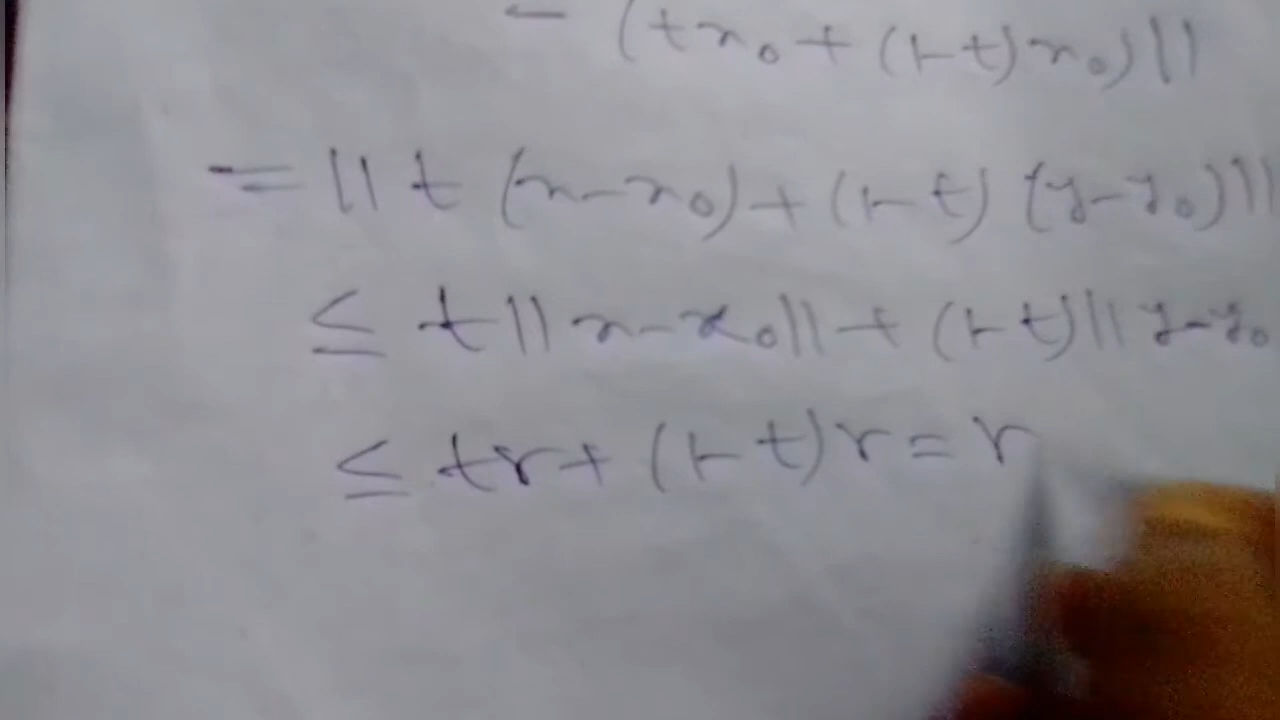 - (tx₀ + (1-t)x₀)||
= || t (x-x₀) + (1-t) (y-y₀)||
≤ t || x-x₀|| + (1-t)|| y-y₀
≤ tr + (1-t)r = r